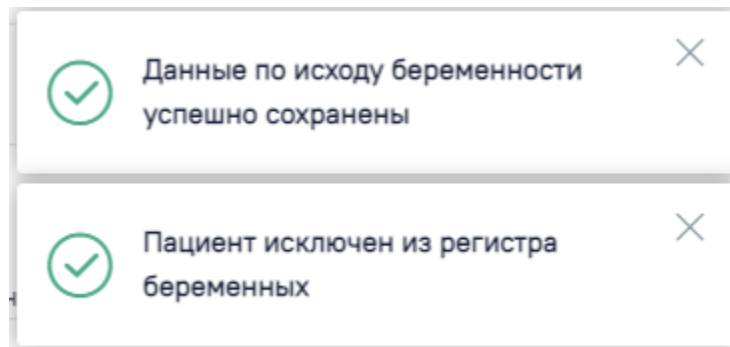 Данные по исходу беременности
успешно сохранены
Пациент исключен из регистра
беременных